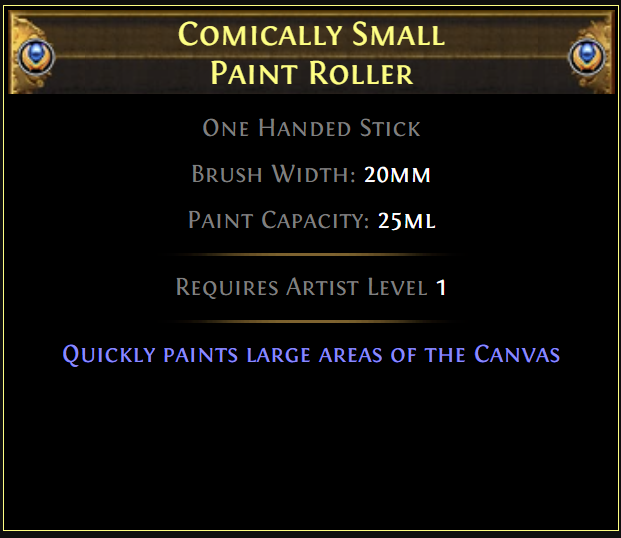 Comically Small
Paint Roller
One Handed Stick
Brush Width: 20mm
Paint Capacity: 25ml
Requires Artist Level 1
Quickly paints large areas of the Canvas